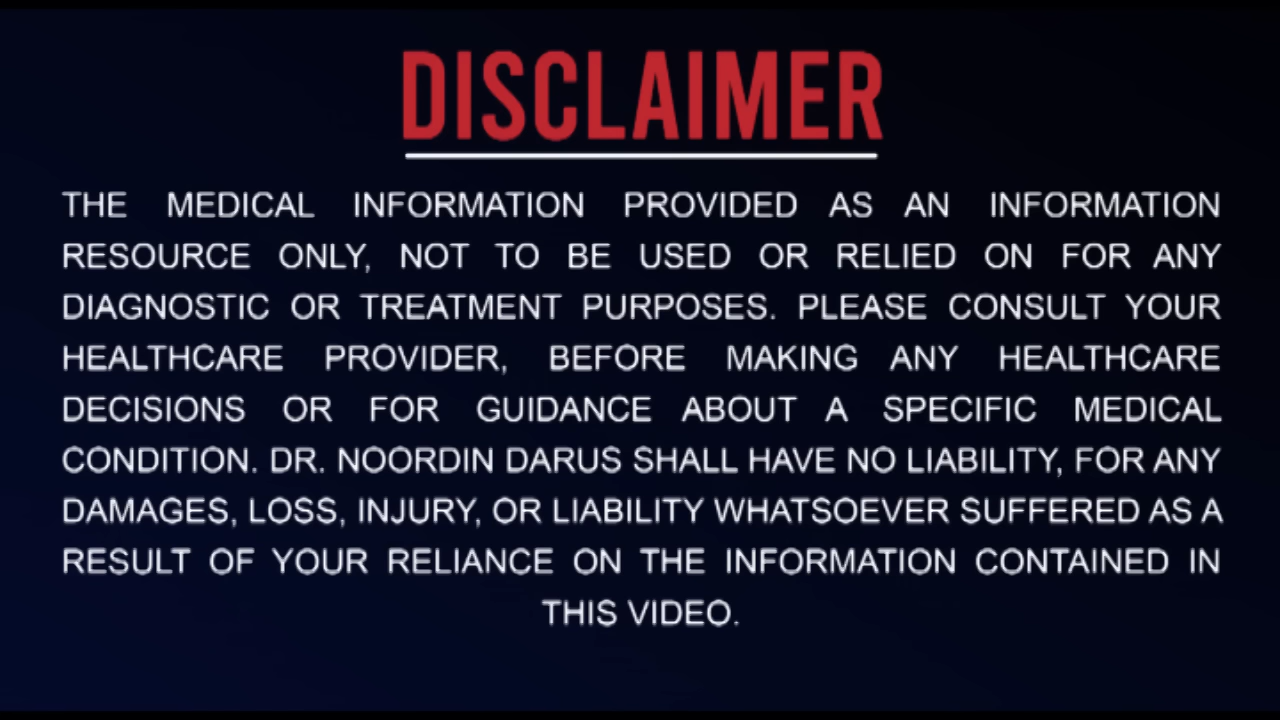 DISCLAIMER
THE MEDICAL INFORMATION PROVIDED AS AN INFORMATION
RESOURCE ONLY, NOT TO BE USED OR RELIED ON FOR ANY
DIAGNOSTIC OR TREATMENT PURPOSES. PLEASE CONSULT YOUR
HEALTHCARE PROVIDER, BEFORE MAKING ANY HEALTHCARE
DECISIONS OR FOR GUIDANCE ABOUT A SPECIFIC MEDICAL
CONDITION. DR. NOORDIN DARUS SHALL HAVE NO LIABILITY, FOR ANY
DAMAGES, LOSS, INJURY, OR LIABILITY WHATSOEVER SUFFERED AS A
RESULT OF YOUR RELIANCE ON THE INFORMATION CONTAINED IN
THIS VIDEO.